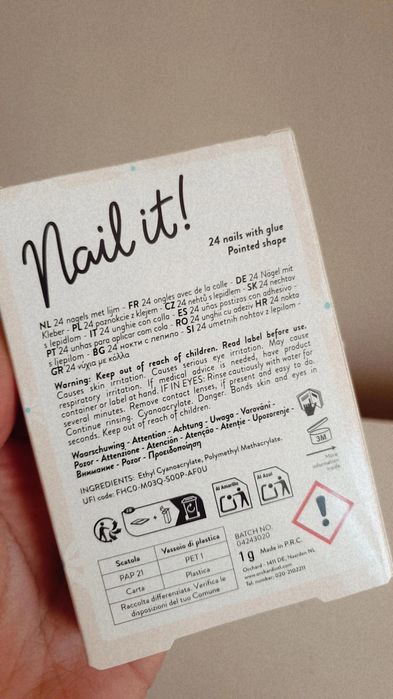 Nail it!
24 nails with glue
Pointed shape
NL 24 nagels met lijm - FR 24 ongles avec de la colle - DE 24 Nägel mit
Kleber - PL 24 paznokcie z klejem - CZ 24 nehtů s lepidlem - SK 24 nechtov
s lepidlom - IT 24 unghie con colla - ES 24 uñas postizas con adhesivo -
PT 24 unhas para aplicar com cola - RO 24 unghii cu adeziv HR 24 nokta
s ljepilom - BG 24 нокти с лепило - SI 24 umetnih nohtov z lepilom -
GR 24 νύχια με κόλλα
Warning: Keep out of reach of children. Read label before use.
Causes skin irritation. Causes serious eye irritation. May cause
respiratory irritation. If medical advice is needed, have product
container or label at hand. IF IN EYES: Rinse cautiously with water for
several minutes. Remove contact lenses, if present and easy to do.
Continue rinsing. Cyanoacrylate. Danger. Bonds skin and eyes in
seconds. Keep out of reach of children.
Waarschuwing - Attention - Achtung - Uwaga - Varování -
Pozor - Attenzione - Atención - Atenção - Atenție - Upozorenje -
Внимание - Pozor - Προειδοποίηση
INGREDIENTS: Ethyl Cyanoacrylate, Polymethyl Methacrylate.
UFI code: FHC0-M03Q-S00P-AF0U
3M
More
information
inside
Al Amarillo
Al Azul
Scatola Vassoio di plastica
PAP 21 PET 1
Carta Plastica
Raccolta differenziata. Verifica le
disposizioni del tuo Comune
BATCH NO.
04243020
1 g Made in P.R.C.
Orchard - 1411 DE, Naarden NL
Tel. number: 020-2102211